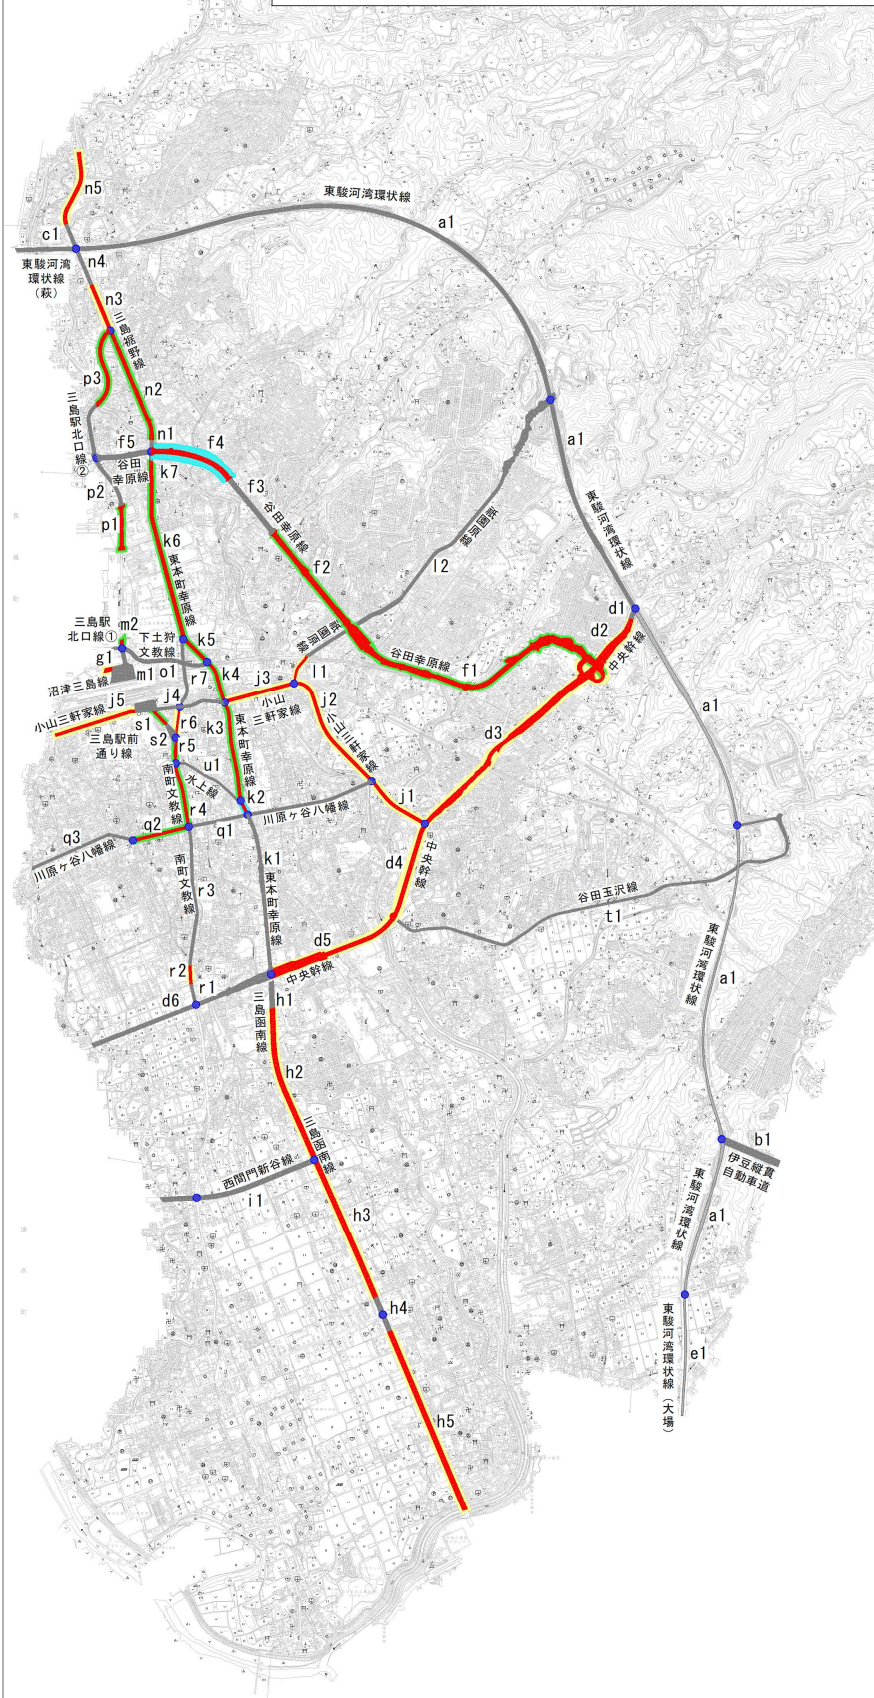 n5
東駿河湾環状線
a1
c1
n4
東駿河湾
環状線
（萩）
n3
三島裾野線
p3
n2
三島駅北口線②
n1
f5
f4
谷田
幸原線
k7
a1
p2
f3
谷田幸原線
東駿河湾環状線
祇園原線
p1
k6
f2
l2
東本町幸原線
三島駅
北口線①
m2
下土狩
文教線
k5
祇園原線
d1
d2
中央幹線
g1
m1
o1
r7
k4
j3
l1
谷田幸原線
f1
沼津三島線
j5
j4
小山
三軒家線
j2
a1
小山三軒家線
s1
r6
k3
d3
三島駅前
通り線
s2
r5
東本町幸原線
小山三軒家線
u1
水上線
k2
南町文教線
r4
j1
川原ヶ谷八幡線
q3
q2
q1
川原ヶ谷八幡線
k1
中央幹線
d4
南町文教線
r3
東本町幸原線
谷田玉沢線
t1
d5
東駿河湾環状線
r2
r1
中央幹線
a1
d6
h1
三島函南線
h2
三島函南線
b1
伊豆縦貫
自動車道
西間門新谷線
i1
東駿河湾環状線
a1
h3
h4
東駿河湾環状線（大場）
e1
h5